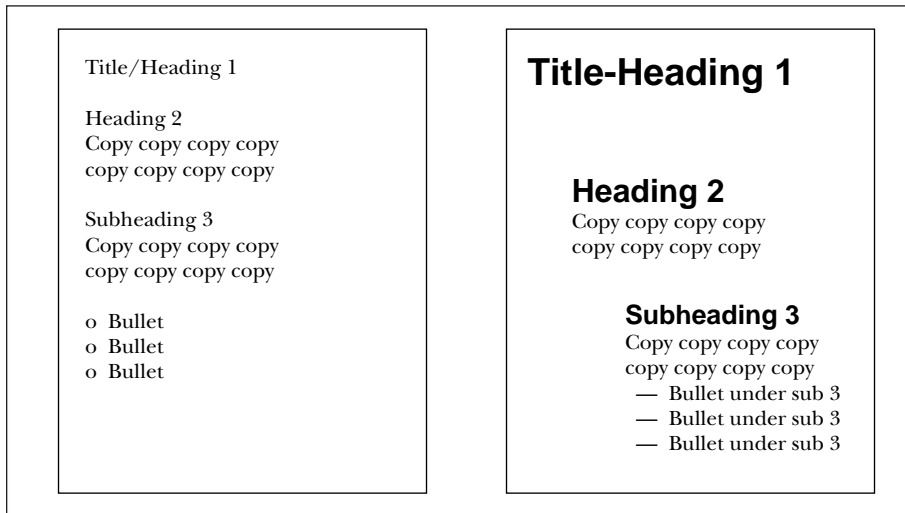 Title/Heading 1
Heading 2
Copy copy copy copy
copy copy copy copy
Subheading 3
Copy copy copy copy
copy copy copy copy
o Bullet
o Bullet
o Bullet
Title-Heading 1
Heading 2
Copy copy copy copy
copy copy copy copy
Subheading 3
Copy copy copy copy
copy copy copy copy
— Bullet under sub 3
— Bullet under sub 3
— Bullet under sub 3